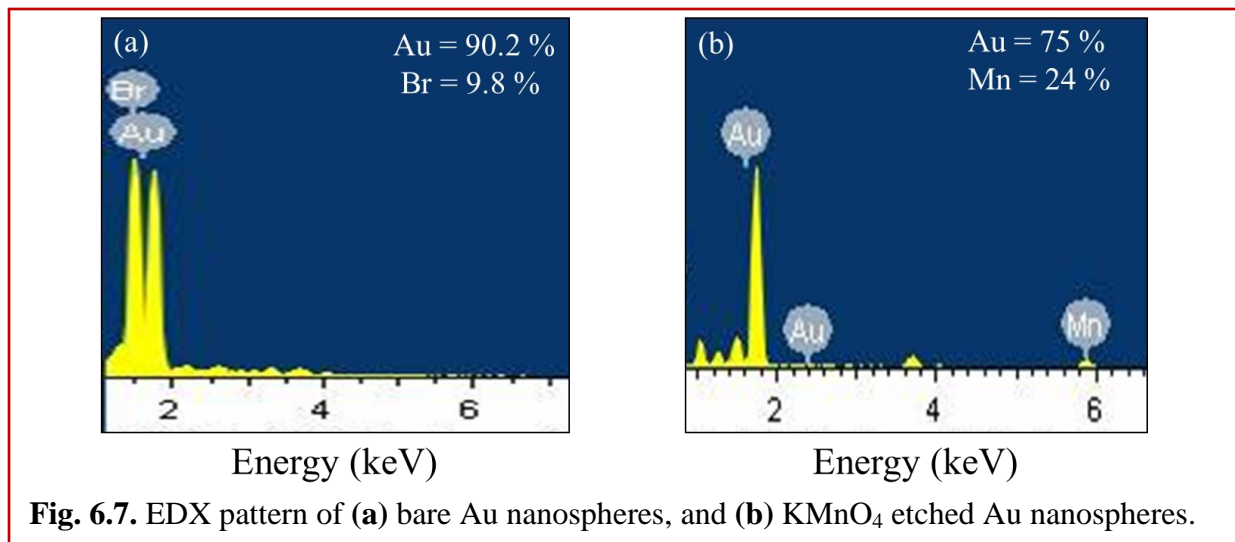 (a)
Au = 90.2 %
Br = 9.8 %
Br
Au
2 4 6
Energy (keV)
(b)
Au = 75 %
Mn = 24 %
Au
Au
Mn
2 4 6
Energy (keV)
Fig. 6.7. EDX pattern of (a) bare Au nanospheres, and (b) KMnO₄ etched Au nanospheres.